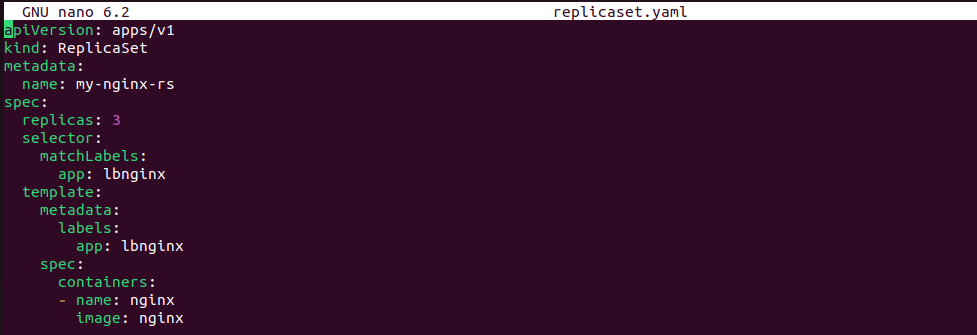 GNU nano 6.2 replicaset.yaml
apiVersion: apps/v1
kind: ReplicaSet
metadata:
  name: my-nginx-rs
spec:
  replicas: 3
  selector:
    matchLabels:
      app: lbnginx
  template:
    metadata:
      labels:
        app: lbnginx
    spec:
      containers:
      - name: nginx
        image: nginx